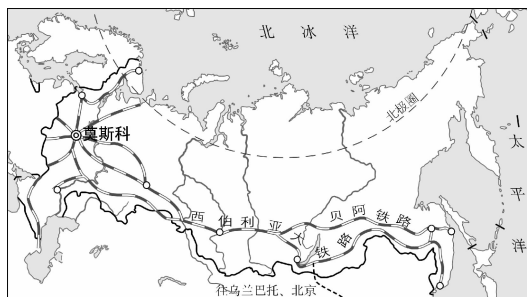 北冰洋
北极圈
太平洋
莫斯科
西伯利亚大铁路
贝阿铁路
往乌兰巴托、北京